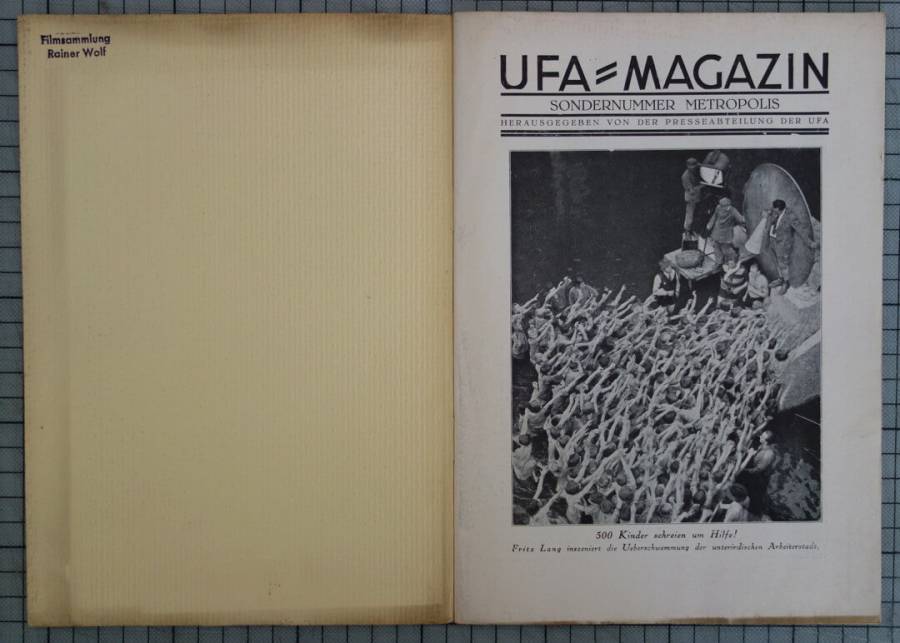 Filmsammlung
Rainer Wolf
UFA=MAGAZIN
SONDERNUMMER METROPOLIS
HERAUSGEGEBEN VON DER PRESSEABTEILUNG DER UFA
500 Kinder schreien um Hilfe!
Fritz Lang inszeniert die Ueberschwemmung der unterirdischen Arbeiterstadt.